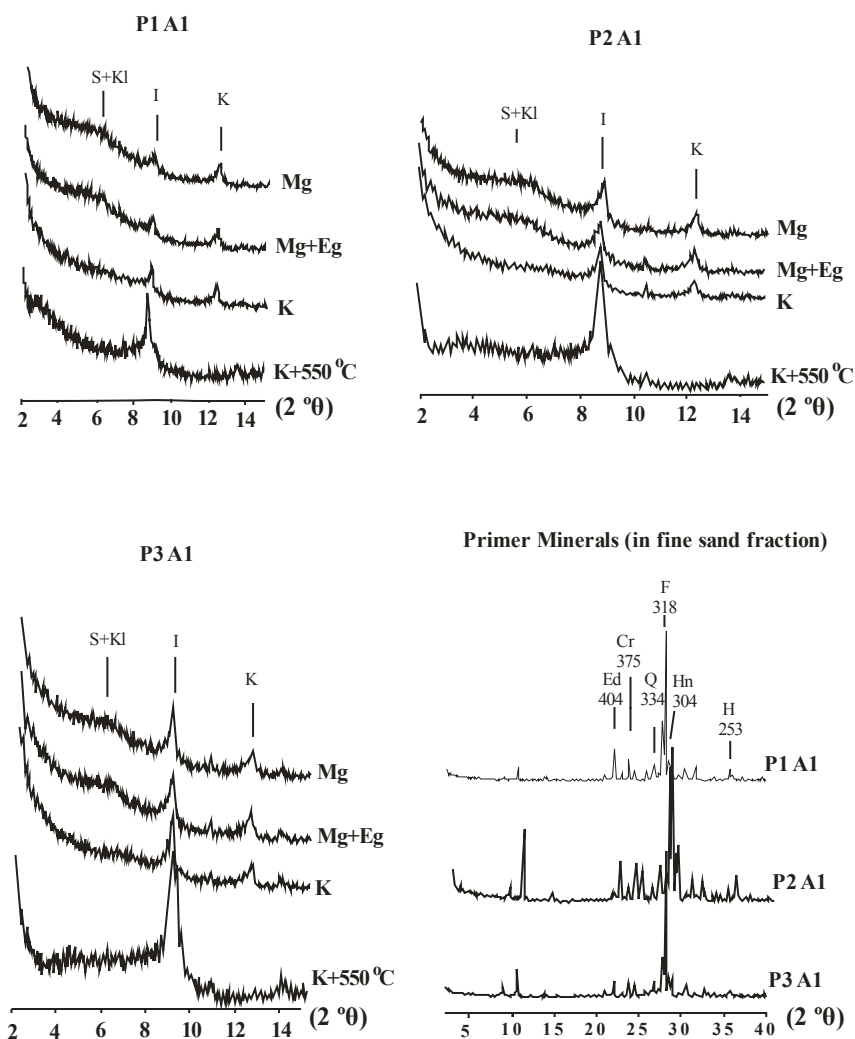 P1 A1
S+Kl
I
K
Mg
Mg+Eg
K
K+550 °C
2 4 6 8 10 12 14 (2 °θ)
P2 A1
S+Kl
I
K
Mg
Mg+Eg
K
K+550 °C
2 4 6 8 10 12 14 (2 °θ)
P3 A1
S+Kl
I
K
Mg
Mg+Eg
K
K+550 °C
2 4 6 8 10 12 14 (2 °θ)
Primer Minerals (in fine sand fraction)
F
318
Cr
375
Ed
404
Q
334
Hn
304
H
253
P1 A1
P2 A1
P3 A1
5 10 20 25 30 35 40 (2 °θ)